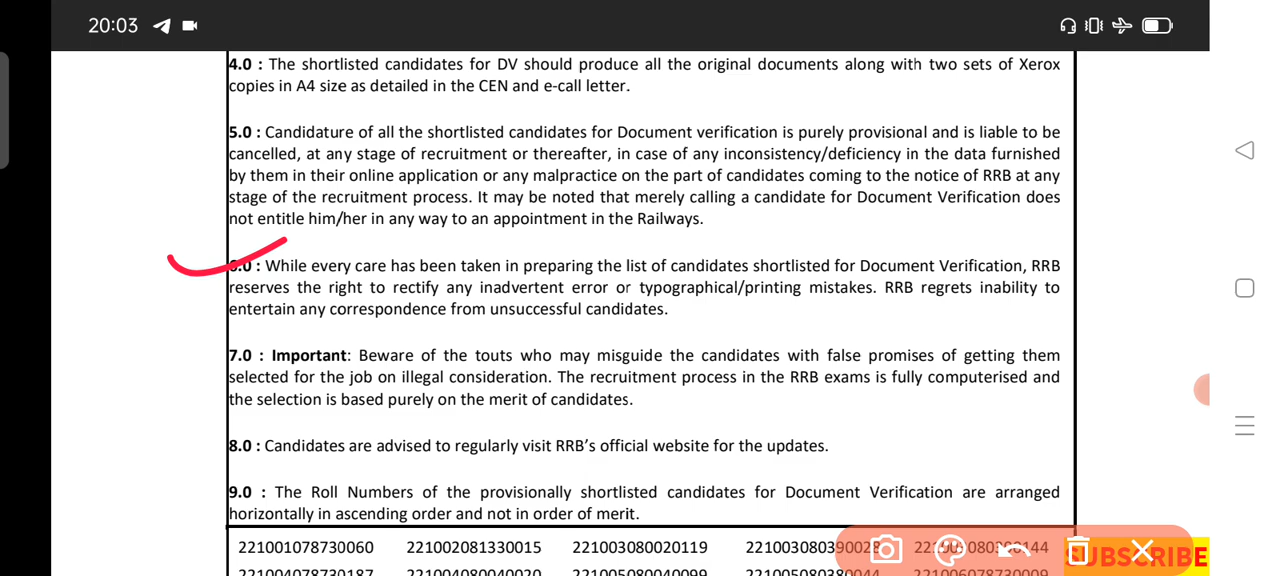 20:03
4.0 : The shortlisted candidates for DV should produce all the original documents along with two sets of Xerox
copies in A4 size as detailed in the CEN and e-call letter.
5.0 : Candidature of all the shortlisted candidates for Document verification is purely provisional and is liable to be
cancelled, at any stage of recruitment or thereafter, in case of any inconsistency/deficiency in the data furnished
by them in their online application or any malpractice on the part of candidates coming to the notice of RRB at any
stage of the recruitment process. It may be noted that merely calling a candidate for Document Verification does
not entitle him/her in any way to an appointment in the Railways.
6.0 : While every care has been taken in preparing the list of candidates shortlisted for Document Verification, RRB
reserves the right to rectify any inadvertent error or typographical/printing mistakes. RRB regrets inability to
entertain any correspondence from unsuccessful candidates.
7.0 : Important: Beware of the touts who may misguide the candidates with false promises of getting them
selected for the job on illegal consideration. The recruitment process in the RRB exams is fully computerised and
the selection is based purely on the merit of candidates.
8.0 : Candidates are advised to regularly visit RRB's official website for the updates.
9.0 : The Roll Numbers of the provisionally shortlisted candidates for Document Verification are arranged
horizontally in ascending order and not in order of merit.
221001078730060 221002081330015 221003080020119 221003080390028
SUBSCRIBE